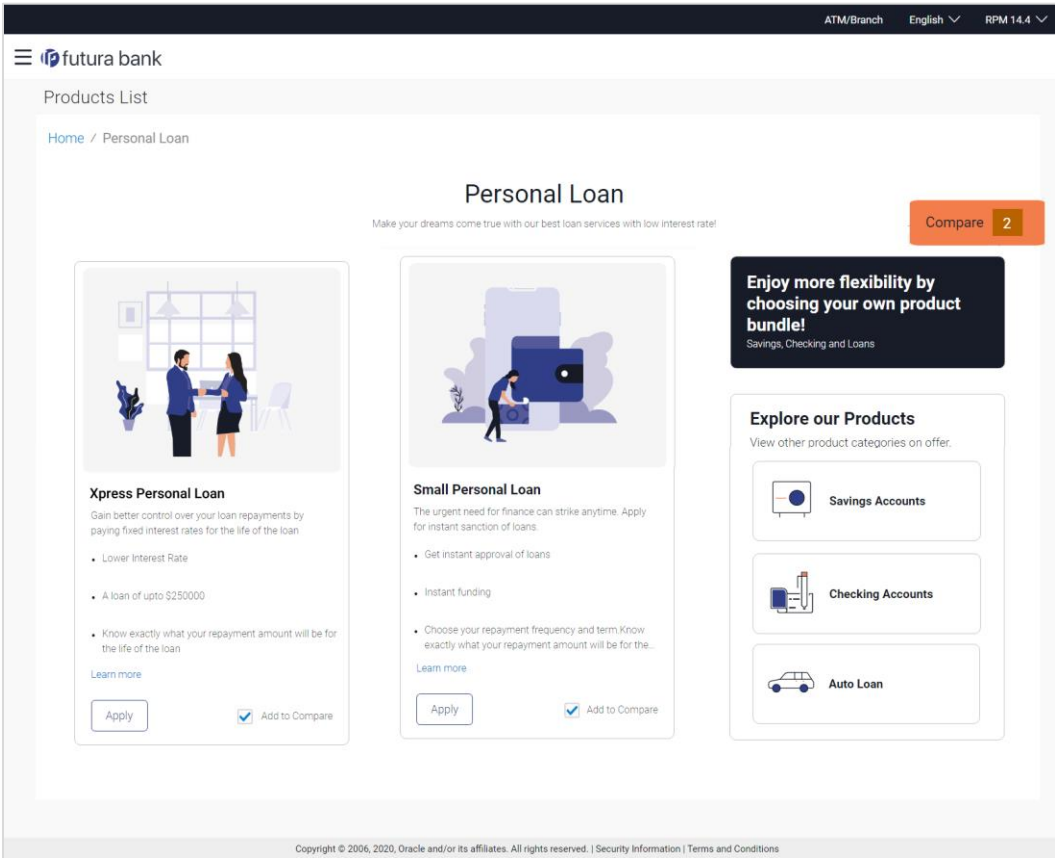 ATM/Branch English RPM 14.4
futura bank
Products List
Home / Personal Loan
Personal Loan
Make your dreams come true with our best loan services with low interest rate!
Compare 2
Xpress Personal Loan
Gain better control over your loan repayments by
paying fixed interest rates for the life of the loan
• Lower Interest Rate
• A loan of upto $250000
• Know exactly what your repayment amount will be for
the life of the loan
Learn more
Apply
Add to Compare
Small Personal Loan
The urgent need for finance can strike anytime. Apply
for instant sanction of loans.
• Get instant approval of loans
• Instant funding
• Choose your repayment frequency and term.Know
exactly what your repayment amount will be for the...
Learn more
Apply
Add to Compare
Enjoy more flexibility by
choosing your own product
bundle!
Savings, Checking and Loans
Explore our Products
View other product categories on offer.
Savings Accounts
Checking Accounts
Auto Loan
Copyright © 2006, 2020, Oracle and/or its affiliates. All rights reserved. | Security Information | Terms and Conditions